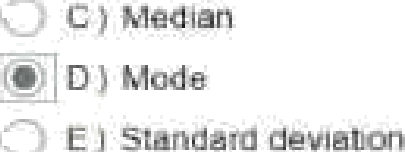 C ) Median
D ) Mode
E ) Standard deviation